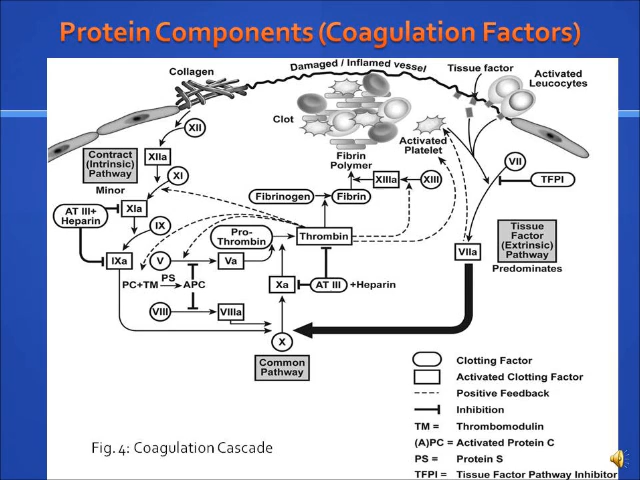 Protein Components (Coagulation Factors)
Collagen
Damaged / Inflamed vessel
Tissue factor
Activated
Leucocytes
Clot
XII
Activated
Platelet
Contract
(Intrinsic)
Pathway
XIIa
Fibrin
Polymer
VII
Minor
XI
XIIIa
XIII
TFPI
Fibrinogen
Fibrin
AT III+
Heparin
XIa
IX
Pro-
Thrombin
Thrombin
Tissue
Factor
(Extrinsic)
Pathway
Predominates
IXa
V
Va
VIIa
PS
PC+TM
APC
Xa
AT III
+Heparin
VIII
VIIIa
X
Common
Pathway
Clotting Factor
Activated Clotting Factor
Positive Feedback
Inhibition
TM = Thrombomodulin
(A)PC = Activated Protein C
PS = Protein S
TFPI = Tissue Factor Pathway Inhibitor
Fig. 4: Coagulation Cascade